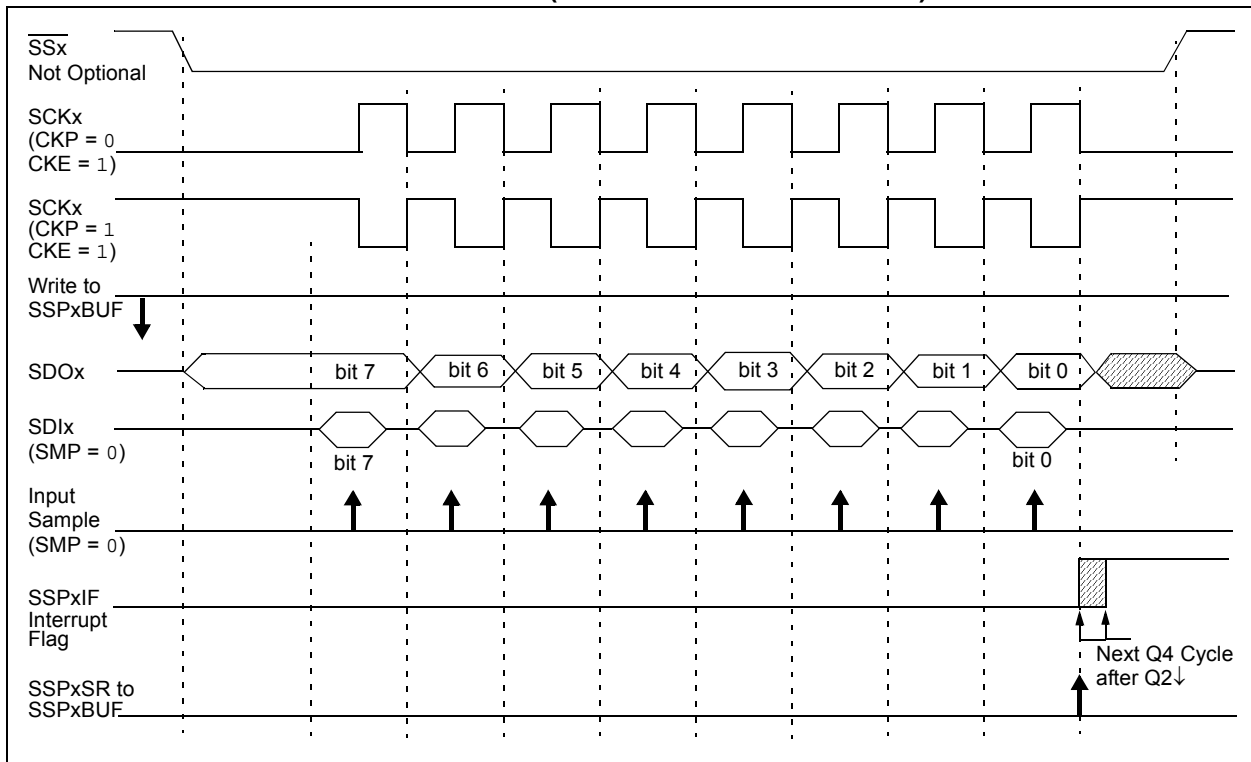 SSx
Not Optional
SCKx
(CKP = 0
CKE = 1)
SCKx
(CKP = 1
CKE = 1)
Write to
SSPxBUF
SDOx
bit 7
bit 6
bit 5
bit 4
bit 3
bit 2
bit 1
bit 0
SDIx
(SMP = 0)
bit 7
bit 0
Input
Sample
(SMP = 0)
SSPxIF
Interrupt
Flag
Next Q4 Cycle
after Q2↓
SSPxSR to
SSPxBUF